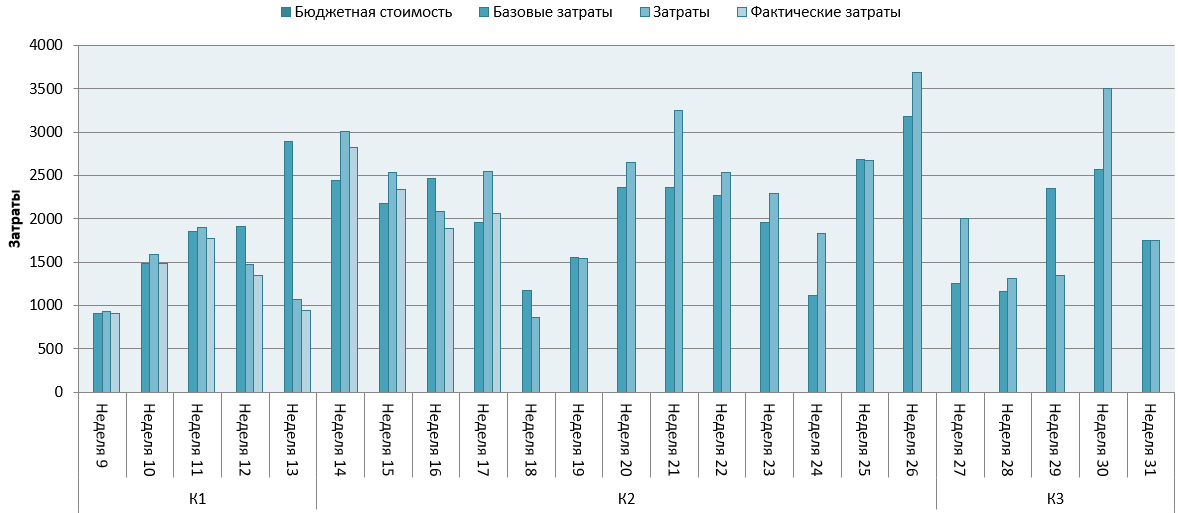 Бюджетная стоимость Базовые затраты Затраты Фактические затраты
4000
3500
3000
2500
2000
1500
1000
500
0
Затраты
Неделя 9
Неделя 10
Неделя 11
Неделя 12
Неделя 13
Неделя 14
Неделя 15
Неделя 16
Неделя 17
Неделя 18
Неделя 19
Неделя 20
Неделя 21
Неделя 22
Неделя 23
Неделя 24
Неделя 25
Неделя 26
Неделя 27
Неделя 28
Неделя 29
Неделя 30
Неделя 31
К1 К2 К3